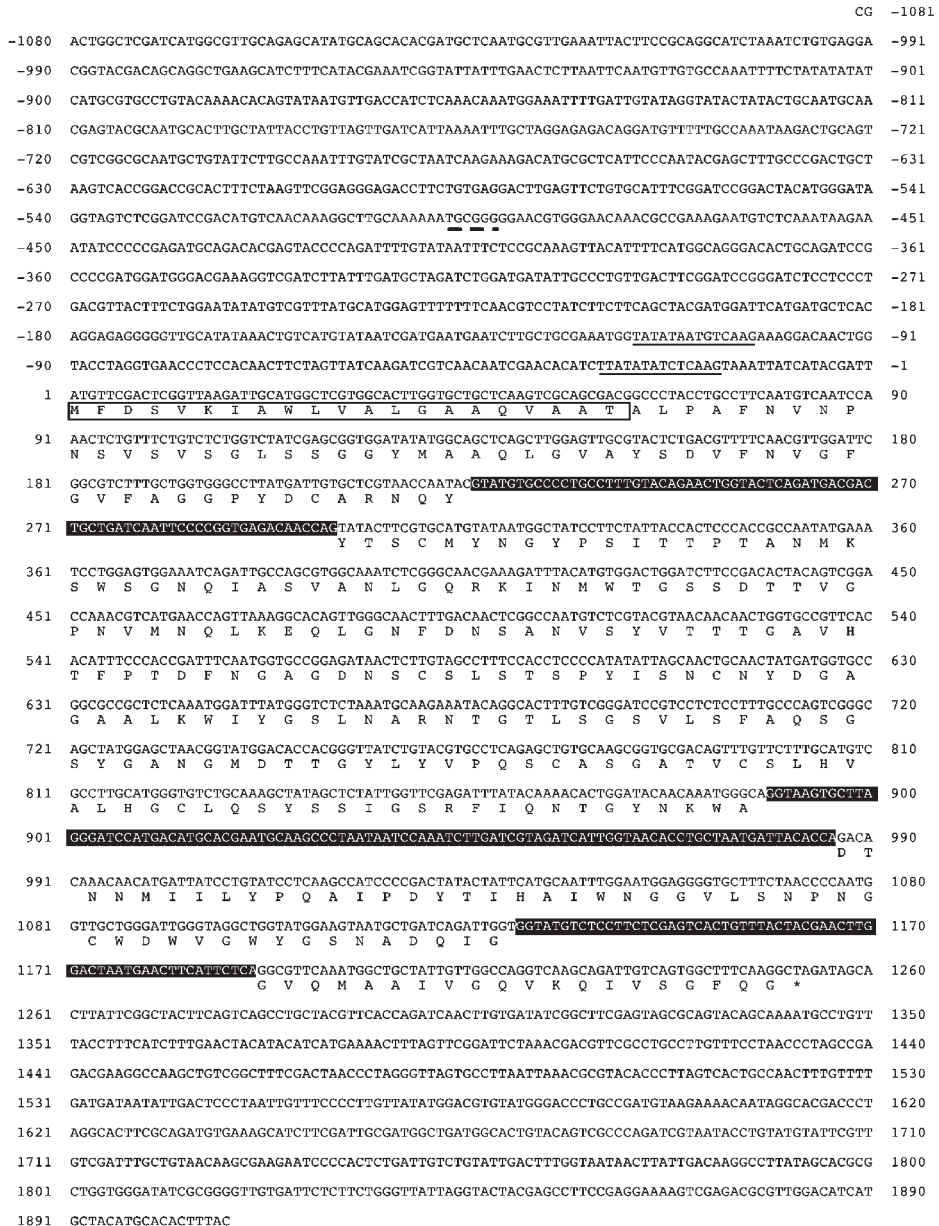 CG -1081
-1080 ACTGGCTCGATCATGGCGTTGCAGAGCATATGCAGCACACGATGCTCAATGCGTTGAAATTACTTCCGCAGGCATCTAAATCTGTGAGGA -991
-990 CGGTACGACAGCAGGCTGAAGCATCTTTCATACGAAATCGGTATTATTTGAACTCTTAATTCAATGTTGTGCCAAATTTTCTATATATAT -901
-900 CATGCGTGCCTGTACAAAACACAGTATAATGTTGACCATCTCAAACAAATGGAAATTTTGATTGTATAGGTATACTATACTGCAATGCAA -811
-810 CGAGTACGCAATGCACTTGCTATTACCTGTTAGTTGATCATTAAAATTTGCTAGGAGAGACAGGATGTTTTTGCCAAATAAGACTGCAGT -721
-720 CGTCGGCGCAATGCTGTATTCTTGCCAAATTTGTATCGCTAATCAAGAAAGACATGCGCTCATTCCCAATACGAGCTTTGCCCGACTGCT -631
-630 AAGTCACCGGACCGCACTTTCTAAGTTCGGAGGGAGACCTTCTGTGAGGACTTGAGTTCTGTGCATTTCGGATCCGGACTACATGGGATA -541
-540 GGTAGTCTCGGATCCGACATGTCAACAAAGGCTTGCAAAAAATGCGGGGAACGTGGGAACAAACGCCGAAAGAATGTCTCAAATAAGAA -451
-450 ATATCCCCCGAGATGCAGACACGAGTACCCCAGATTTTGTATAATTTCTCCGCAAAGTTACATTTTCATGGCAGGGACACTGCAGATCCG -361
-360 CCCCGATGGATGGGACGAAAGGTCGATCTTATTTGATGCTAGATCTGGATGATATTGCCCTGTTGACTTCGGATCCGGGATCTCCTCCCT -271
-270 GACGTTACTTTCTGGAATATATGTCGTTTATGCATGGAGTTTTTTTCAACGTCCTATCTTCTTCAGCTACGATGGATTCATGATGCTCAC -181
-180 AGGAGAGGGGGTTGCATATAAACTGTCATGTATAATCGATGAATGAATCTTGCTGCGAAATGGTATATAATGTCAAGAAAGGACAACTGG -91
-90 TACCTAGGTGAACCCTCCACAACTTCTAGTTATCAAGATCGTCAACAATCGAACACATCTTATATATCTCAAGTAAATTATCATACGATT -1
1 ATGTTCGACTCGGTTAAGATTGCATGGCTCGTGGCACTTGGTGCTGCTCAAGTCGCAGCGACGGCCCTACCTGCCTTCAATGTCAATCCA 90
M F D S V K I A W L V A L G A A Q V A A T A L P A F N V N P
91 AACTCTGTTTCTGTCTCTGGTCTATCGAGCGGTGGATATATGGCAGCTCAGCTTGGAGTTGCGTACTCTGACGTTTTCAACGTTGGATTC 180
N S V S V S G L S S G G Y M A A Q L G V A Y S D V F N V G F
181 GGCGTCTTTGCTGGTGGGCCTTATGATTGTGCTCGTAACCAATACGTATGTGCCCCTGCCTTTGTACAGAACTGGTACTCAGATGACGAC 270
G V F A G G P Y D C A R N Q Y
271 TGCTGATCAATTCCCCGGTGAGACAACCAGTATACTTCGTGCATGTATAATGGCTATCCTTCTATTACCACTCCCACCGCCAATATGAAA 360
Y T S C M Y N G Y P S I T T P T A N M K
361 TCCTGGAGTGGAAATCAGATTGCCAGCGTGGCAAATCTCGGGCAACGAAAGATTTACATGTGGACTGGATCTTCCGACACTACAGTCGGA 450
S W S G N Q I A S V A N L G Q R K I N M W T G S S D T T V G
451 CCAAACGTCATGAACCAGTTAAAGGCACAGTTGGGCAACTTTGACAACTCGGCCAATGTCTCGTACGTAACAACAACTGGTGCCGTTCAC 540
P N V M N Q L K E Q L G N F D N S A N V S Y V T T T G A V H
541 ACATTTCCCACCGATTTCAATGGTGCCGGAGATAACTCTTGTAGCCTTTCCACCTCCCCATATATTAGCAACTGCAACTATGATGGTGCC 630
T F P T D F N G A G D N S C S L S T S P Y I S N C N Y D G A
631 GGCGCCGCTCTCAAATGGATTTATGGGTCTCTAAATGCAAGAAATACAGGCACTTTGTCGGGATCCGTCCTCTCCTTTGCCCAGTCGGGC 720
G A A L K W I Y G S L N A R N T G T L S G S V L S F A Q S G
721 AGCTATGGAGCTAACGGTATGGACACCACGGGTTATCTGTACGTGCCTCAGAGCTGTGCAAGCGGTGCGACAGTTTGTTCTTTGCATGTC 810
S Y G A N G M D T T G Y L Y V P Q S C A S G A T V C S L H V
811 GCCTTGCATGGGTGTCTGCAAAGCTATAGCTCTATTGGTTCGAGATTTATACAAAACACTGGATACAACAAATGGGCAGGTAAGTGCTTA 900
A L H G C L Q S Y S S I G S R F I Q N T G Y N K W A
901 GGGATCCATGACATGCACGAATGCAAGCCCTAATAATCCAAATCTTGATCGTAGATCATTGGTAACACCTGCTAATGATTACACCAGACA 990
D T
991 CAAACAACATGATTATCCTGTATCCTCAAGCCATCCCCGACTATACTATTCATGCAATTTGGAATGGAGGGGTGCTTTCTAACCCCAATG 1080
N N M I I L Y P Q A I P D Y T I H A I W N G G V L S N P N G
1081 GTTGCTGGGATTGGGTAGGCTGGTATGGAAGTAATGCTGATCAGATTGGTGGTATGTCTCCTTCTCGAGTCACTGTTTACTACGAACTTG 1170
C W D W V G W Y G S N A D Q I G
1171 GACTAATGAACTTCATTCTCAGGCGTTCAAATGGCTGCTATTGTTGGCCAGGTCAAGCAGATTGTCAGTGGCTTTCAAGGCTAGATAGCA 1260
G V Q M A A I V G Q V K Q I V S G F Q G *
1261 CTTATTCGGCTACTTCAGTCAGCCTGCTACGTTCACCAGATCAACTTGTGATATCGGCTTCGAGTAGCGCAGTACAGCAAAATGCCTGTT 1350
1351 TACCTTTCATCTTTGAACTACATACATCATGAAAACTTTAGTTCGGATTCTAAACGACGTTCGCCTGCCTTGTTTCCTAACCCTAGCCGA 1440
1441 GACGAAGGCCAAGCTGTCGGCTTTCGACTAACCCTAGGGTTAGTGCCTTAATTAAACGCGTACACCCTTAGTCACTGCCAACTTTGTTTT 1530
1531 GATGATAATATTGACTCCCTAATTGTTTCCCCTTGTTATATGGACGTGTATGGGACCCTGCCGATGTAAGAAAACAATAGGCACGACCCT 1620
1621 AGGCACTTCGCAGATGTGAAAGCATCTTCGATTGCGATGGCTGATGGCACTGTACAGTCGCCCAGATCGTAATACCTGTATGTATTCGTT 1710
1711 GTCGATTTGCTGTAACAAGCGAAGAATCCCCACTCTGATTGTCTGTATTGACTTTGGTAATAACTTATTGACAAGGCCTTATAGCACGCG 1800
1801 CTGGTGGGATATCGCGGGGTTGTGATTCTCTTCTGGGTTATTAGGTACTACGAGCCTTCCGAGGAAAAGTCGAGACGCGTTGGACATCAT 1890
1891 GCTACATGCACACTTTAC